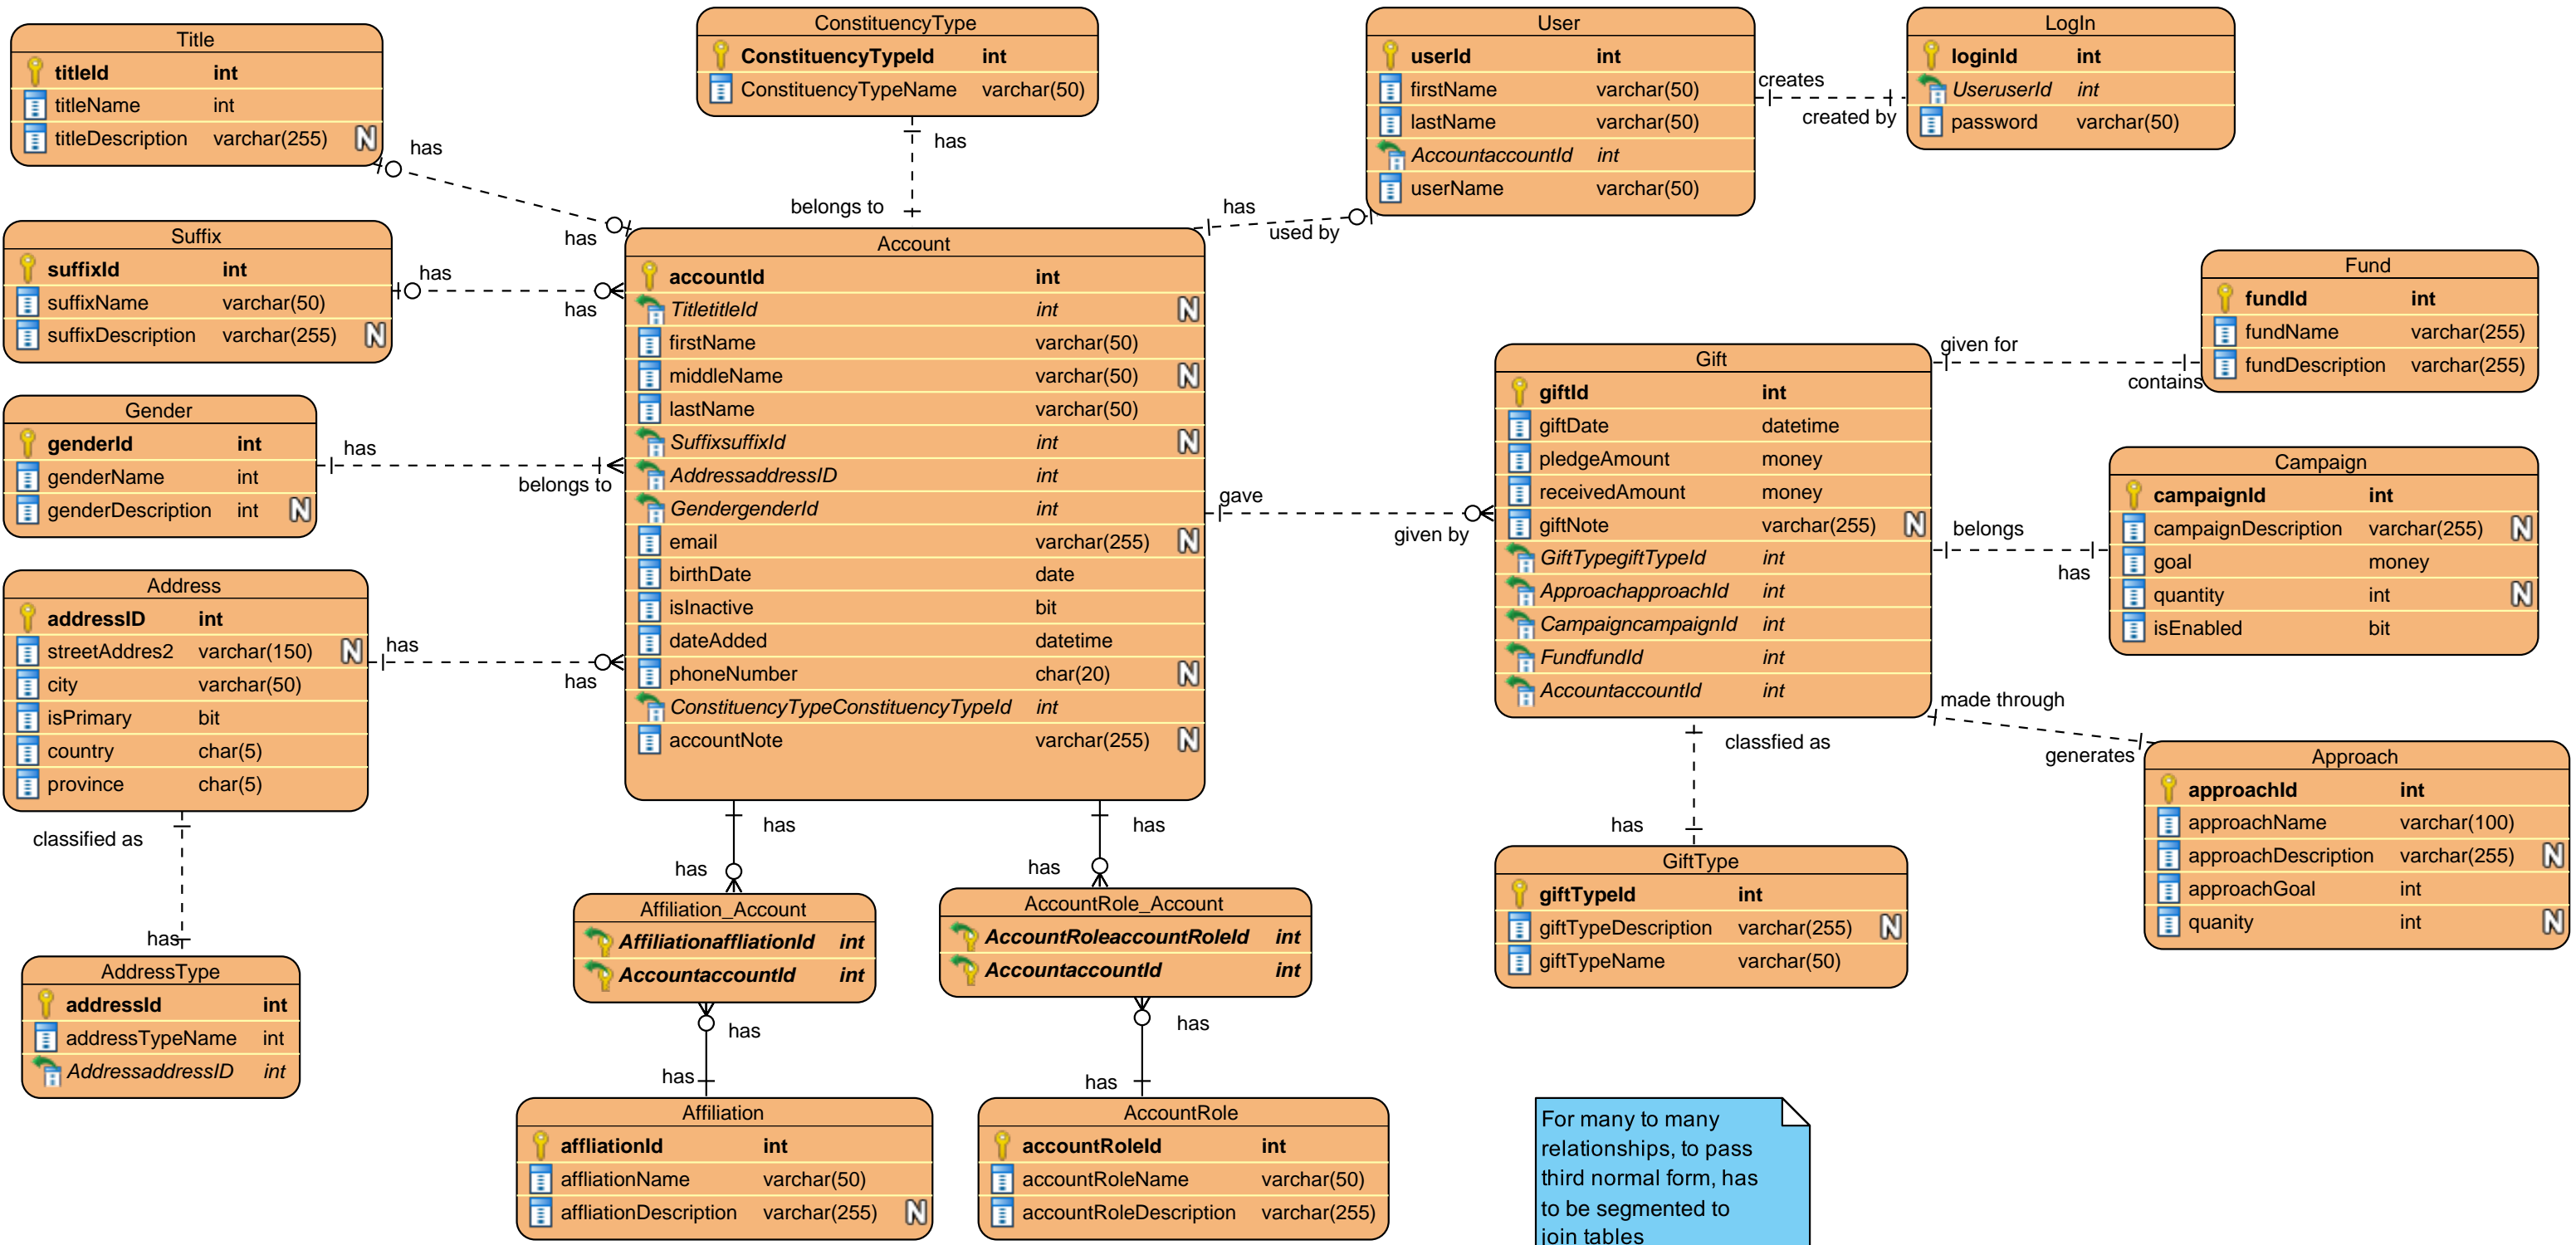 Title
titleId int
titleName int
titleDescription varchar(255) N
has
has
ConstituencyType
ConstituencyTypeId int
ConstituencyTypeName varchar(50)
has
belongs to
User
userId int
firstName varchar(50)
lastName varchar(50)
AccountaccountId int
userName varchar(50)
creates
created by
LogIn
loginId int
UseruserId int
password varchar(50)
has
used by
Suffix
suffixId int
suffixName varchar(50)
suffixDescription varchar(255) N
has
has
Gender
genderId int
genderName int
genderDescription int N
has
belongs to
Address
addressID int
streetAddres2 varchar(150) N
city varchar(50)
isPrimary bit
country char(5)
province char(5)
has
has
classified as
has
AddressType
addressId int
addressTypeName int
AddressaddressID int
Account
accountId int
TitletitleId int N
firstName varchar(50)
middleName varchar(50) N
lastName varchar(50)
SuffixsuffixId int N
AddressaddressID int
GendergenderId int
email varchar(255) N
birthDate date
isInactive bit
dateAdded datetime
phoneNumber char(20) N
ConstituencyTypeConstituencyTypeId int
accountNote varchar(255) N
has
has
has
has
Affiliation_Account
AffiliationaffliationId int
AccountaccountId int
has
has
Affiliation
affliationId int
affliationName varchar(50)
affliationDescription varchar(255) N
AccountRole_Account
AccountRoleaccountRoleId int
AccountaccountId int
has
has
AccountRole
accountRoleId int
accountRoleName varchar(50)
accountRoleDescription varchar(255)
gave
given by
Gift
giftId int
giftDate datetime
pledgeAmount money
receivedAmount money
giftNote varchar(255) N
GiftTypegiftTypeId int
ApproachapproachId int
CampaigncampaignId int
FundfundId int
AccountaccountId int
given for
contains
Fund
fundId int
fundName varchar(255)
fundDescription varchar(255)
belongs
has
Campaign
campaignId int
campaignDescription varchar(255) N
goal money
quantity int N
isEnabled bit
made through
generates
Approach
approachId int
approachName varchar(100)
approachDescription varchar(255) N
approachGoal int
quanity int N
classfied as
has
GiftType
giftTypeId int
giftTypeDescription varchar(255) N
giftTypeName varchar(50)
For many to many
relationships, to pass
third normal form, has
to be segmented to
join tables